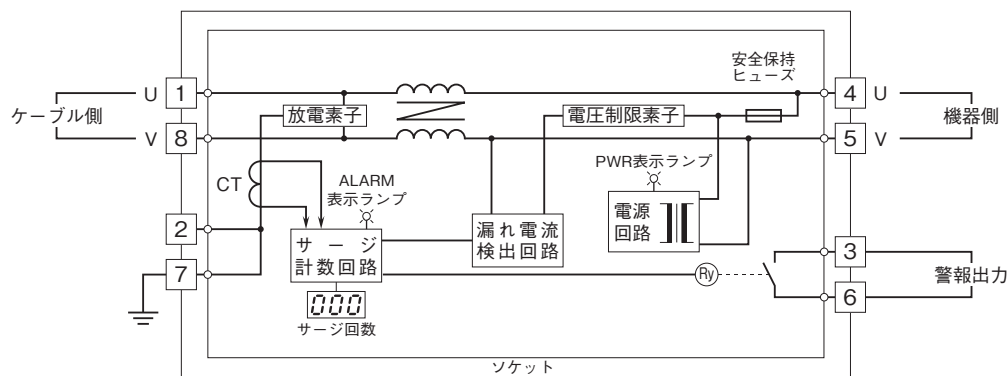 安全保持
ヒューズ
ケーブル側
U 1
4 U
機器側
放電素子
電圧制限素子
V 8
5 V
CT
ALARM
表示ランプ
PWR表示ランプ
電源
回路
2
サージ
計数回路
漏れ電流
検出回路
3
7
Ry
警報出力
6
000
サージ回数
ソケット